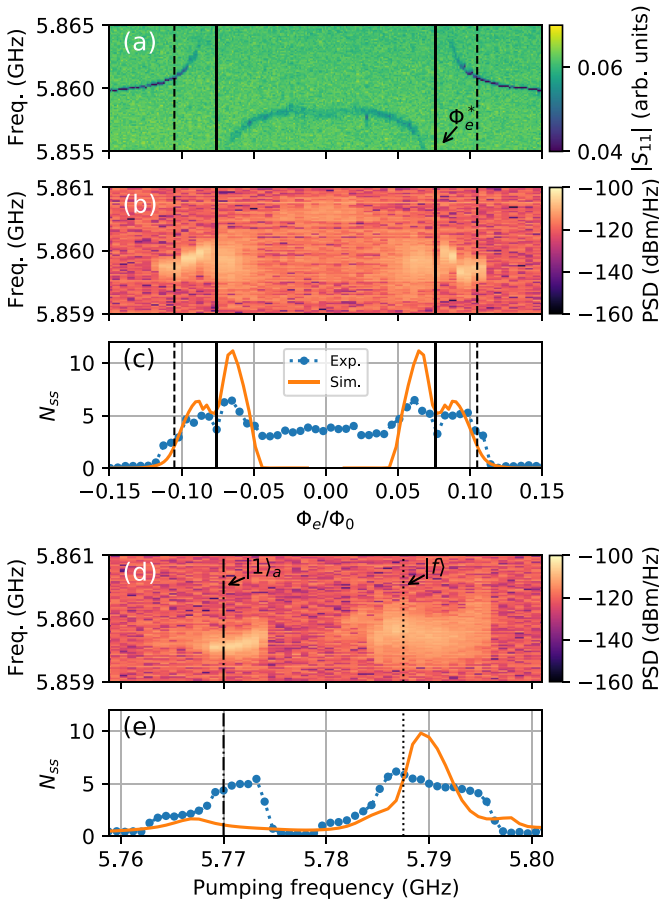 5.865
(a)
5.860
5.855
Freq. (GHz)
Φ*e
0.06
0.04
|S11| (arb. units)
5.861
(b)
5.860
5.859
Freq. (GHz)
−100
−120
−140
−160
PSD (dBm/Hz)
(c)
10
5
0
Nss
Exp.
Sim.
−0.15 −0.10 −0.05 0.00 0.05 0.10 0.15
Φe/Φ0
5.861
(d)
|1⟩a
|f⟩
5.860
5.859
Freq. (GHz)
−100
−120
−140
−160
PSD (dBm/Hz)
(e)
10
5
0
Nss
5.76 5.77 5.78 5.79 5.80
Pumping frequency (GHz)